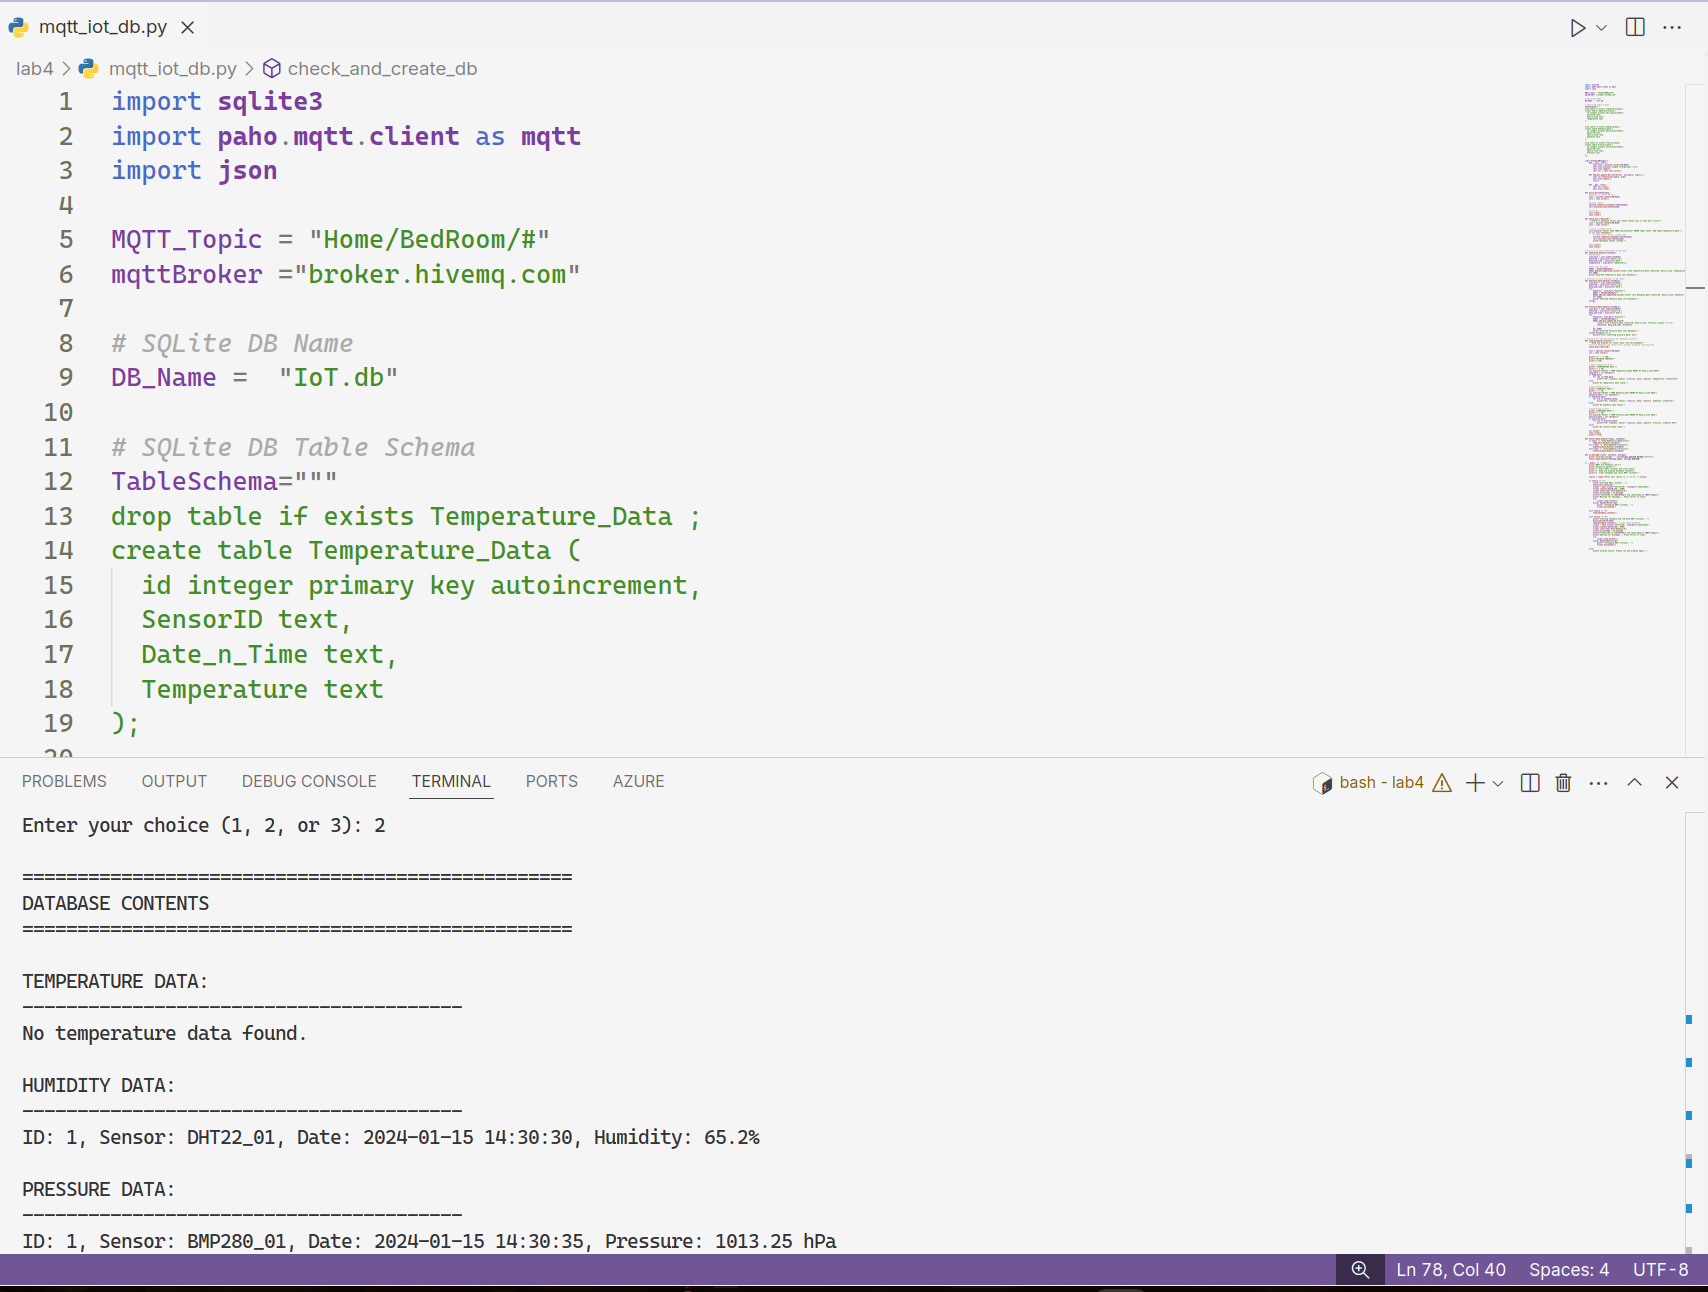 mqtt_iot_db.py
lab4 > mqtt_iot_db.py > check_and_create_db
1 import sqlite3
2 import paho.mqtt.client as mqtt
3 import json
4
5 MQTT_Topic = "Home/BedRoom/#"
6 mqttBroker ="broker.hivemq.com"
7
8 # SQLite DB Name
9 DB_Name =  "IoT.db"
10
11 # SQLite DB Table Schema
12 TableSchema="""
13 drop table if exists Temperature_Data ;
14 create table Temperature_Data (
15   id integer primary key autoincrement,
16   SensorID text,
17   Date_n_Time text,
18   Temperature text
19 );
20
PROBLEMS OUTPUT DEBUG CONSOLE TERMINAL PORTS AZURE bash - lab4
Enter your choice (1, 2, or 3): 2
==================================================
DATABASE CONTENTS
==================================================
TEMPERATURE DATA:
----------------------------------------
No temperature data found.
HUMIDITY DATA:
----------------------------------------
ID: 1, Sensor: DHT22_01, Date: 2024-01-15 14:30:30, Humidity: 65.2%
PRESSURE DATA:
----------------------------------------
ID: 1, Sensor: BMP280_01, Date: 2024-01-15 14:30:35, Pressure: 1013.25 hPa
Ln 78, Col 40 Spaces: 4 UTF-8